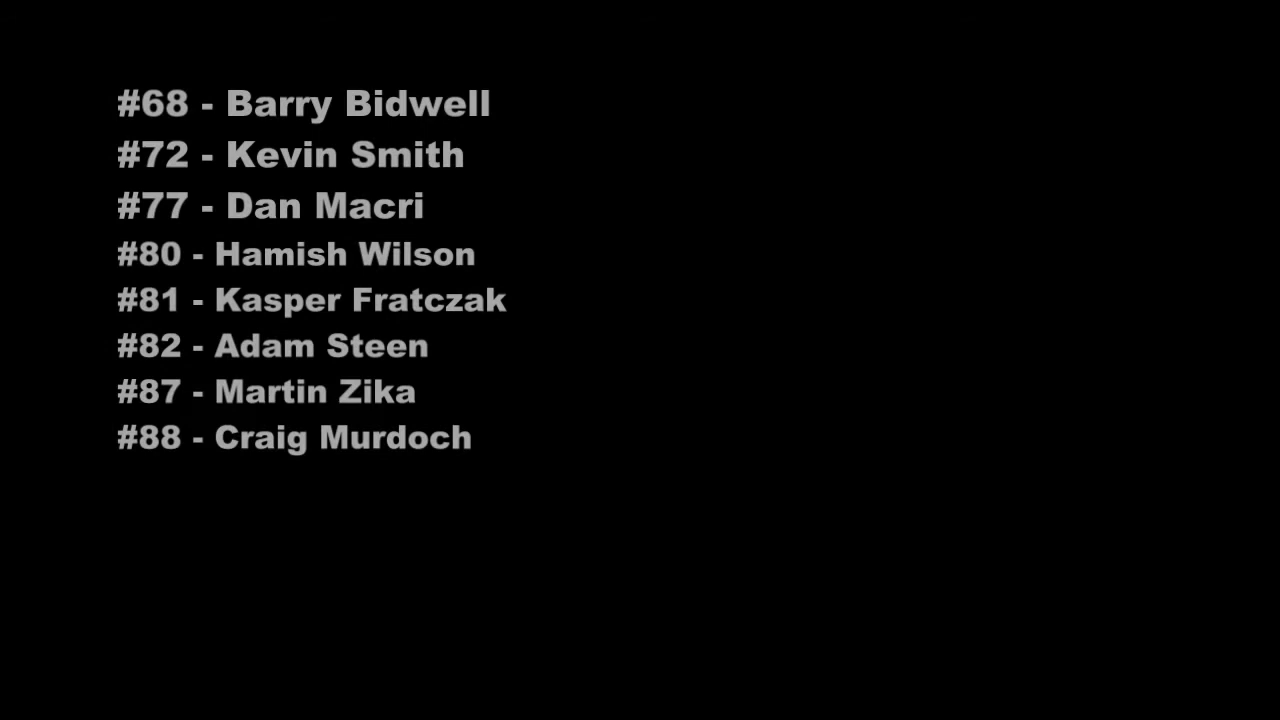 #68 - Barry Bidwell
#72 - Kevin Smith
#77 - Dan Macri
#80 - Hamish Wilson
#81 - Kasper Fratczak
#82 - Adam Steen
#87 - Martin Zika
#88 - Craig Murdoch